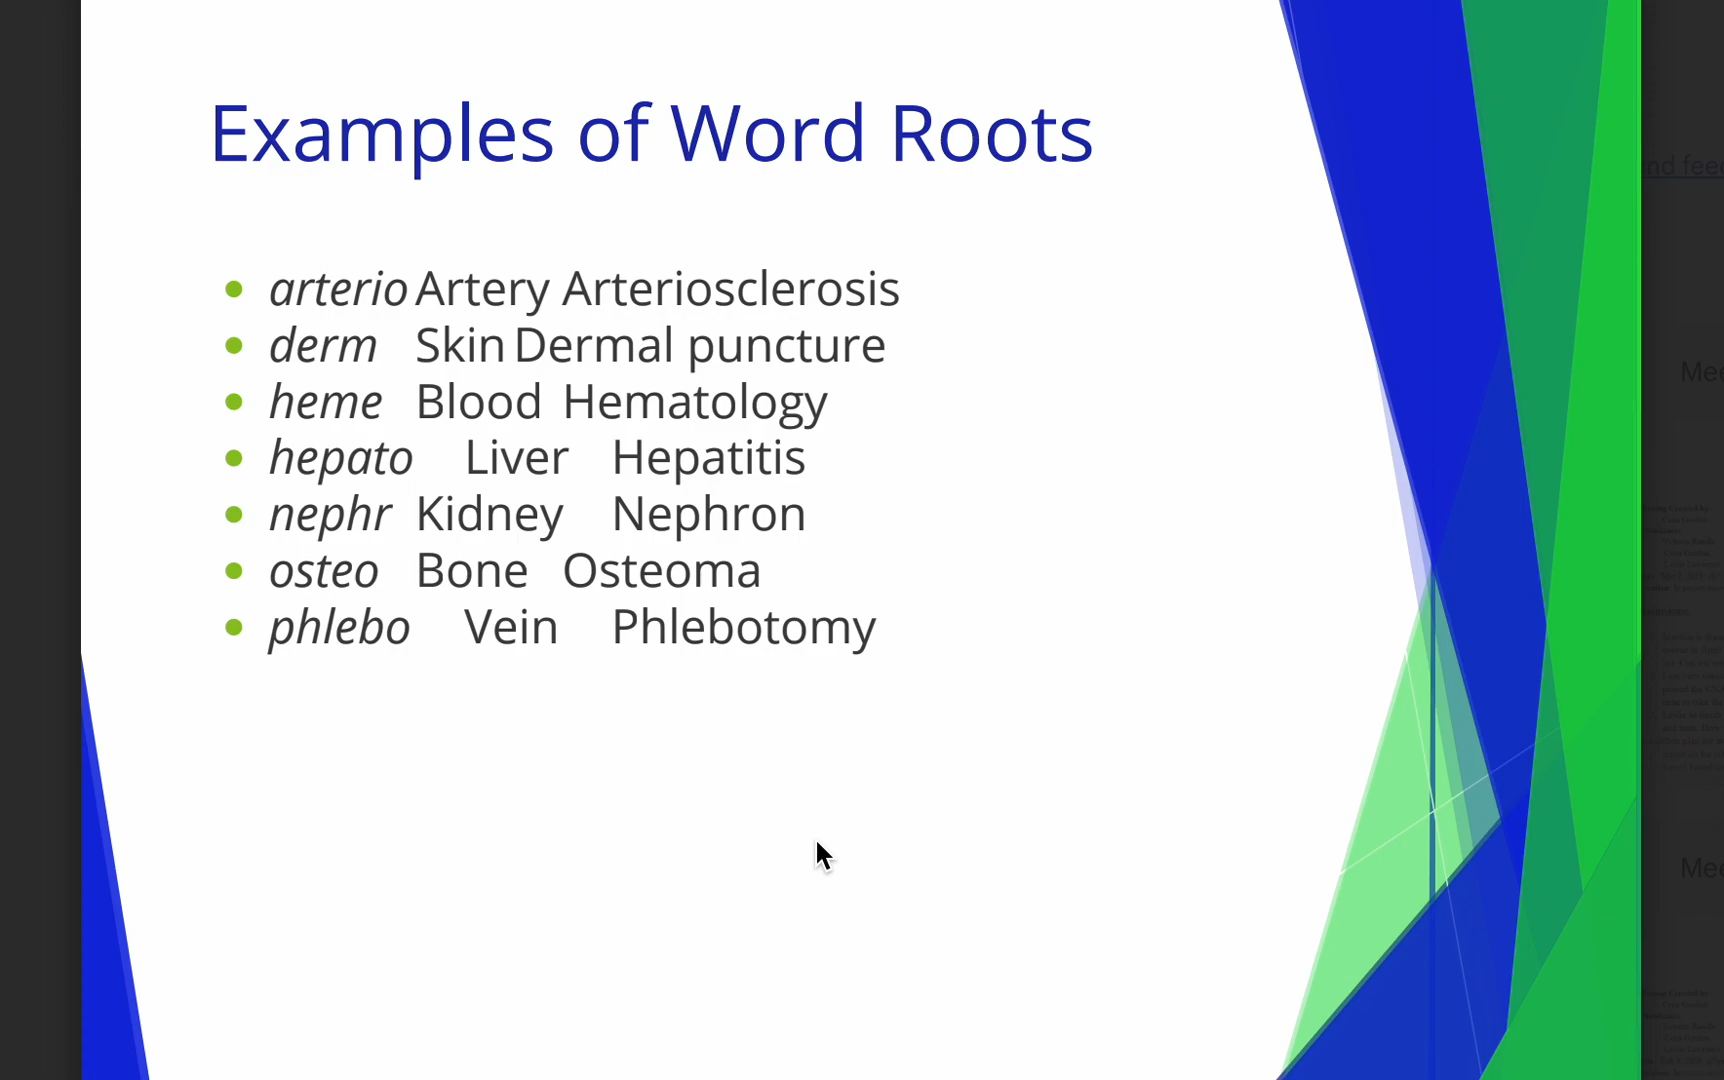 Examples of Word Roots
arterio Artery Arteriosclerosis
derm Skin Dermal puncture
heme Blood Hematology
hepato Liver Hepatitis
nephr Kidney Nephron
osteo Bone Osteoma
phlebo Vein Phlebotomy